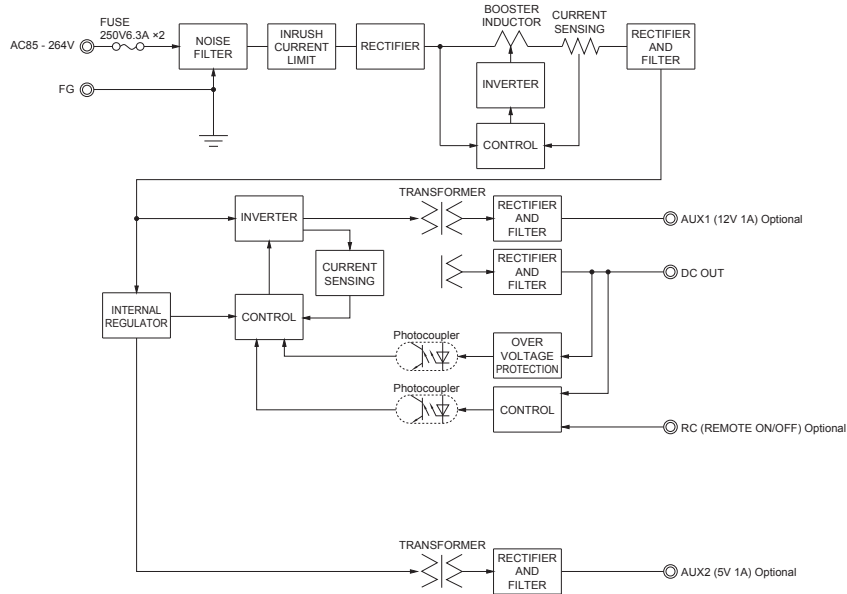 FUSE
250V6.3A ×2
AC85 - 264V
FG
NOISE
FILTER
INRUSH
CURRENT
LIMIT
RECTIFIER
BOOSTER
INDUCTOR
CURRENT
SENSING
RECTIFIER
AND
FILTER
INVERTER
CONTROL
TRANSFORMER
INVERTER
RECTIFIER
AND
FILTER
AUX1 (12V 1A) Optional
CURRENT
SENSING
RECTIFIER
AND
FILTER
DC OUT
INTERNAL
REGULATOR
CONTROL
Photocoupler
OVER
VOLTAGE
PROTECTION
Photocoupler
CONTROL
RC (REMOTE ON/OFF) Optional
TRANSFORMER
RECTIFIER
AND
FILTER
AUX2 (5V 1A) Optional